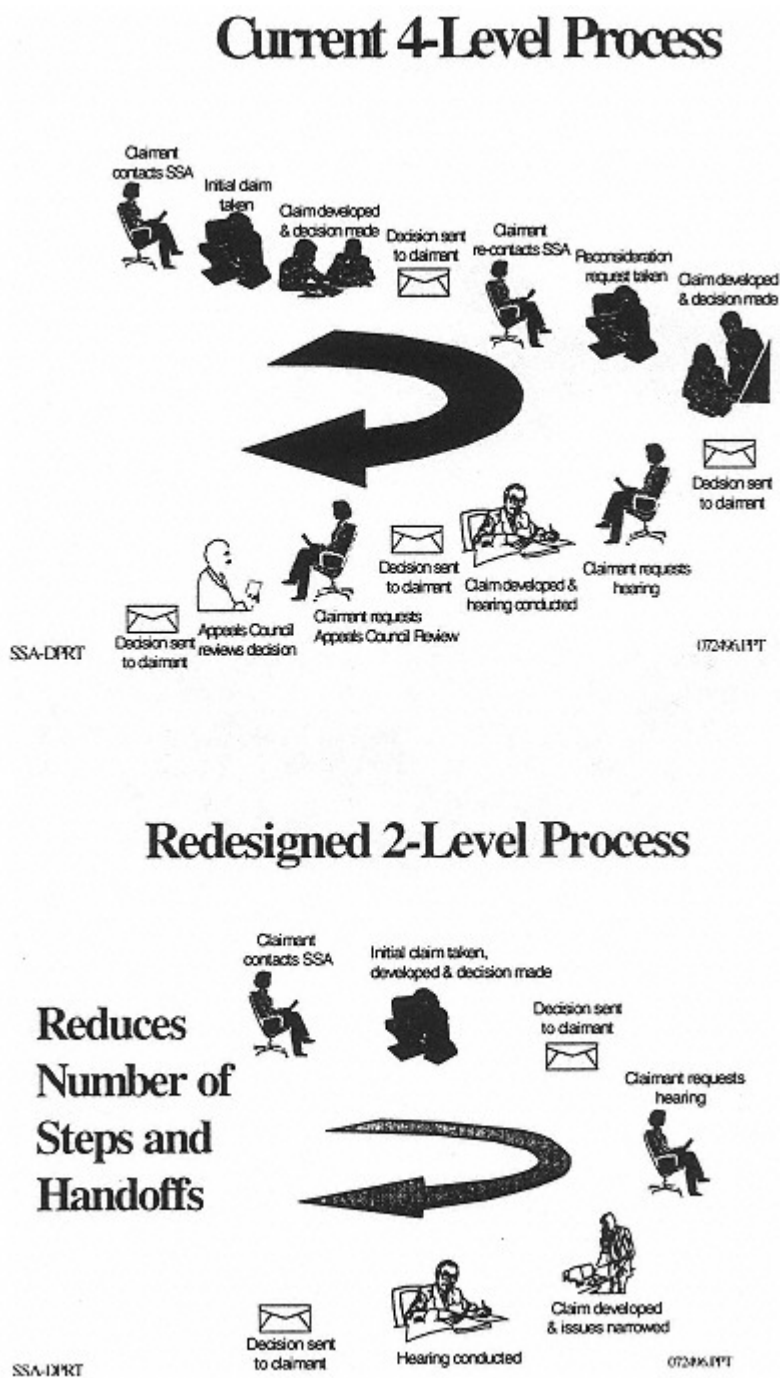 Current 4-Level Process
Claimant
contacts SSA
Initial claim
taken
Claim developed
& decision made
Decision sent
to claimant
Claimant
re-contacts SSA
Reconsideration
request taken
Claim developed
& decision made
Decision sent
to claimant
Claimant requests
hearing
Claim developed &
hearing conducted
Decision sent
to claimant
Claimant requests
Appeals Council Review
Appeals Council
reviews decision
Decision sent
to claimant
SSA-DPRT
072496.PPT
Redesigned 2-Level Process
Reduces
Number of
Steps and
Handoffs
Claimant
contacts SSA
Initial claim taken,
developed & decision made
Decision sent
to claimant
Claimant requests
hearing
Claim developed
& issues narrowed
Hearing conducted
Decision sent
to claimant
SSA-DPRT
072496.PPT